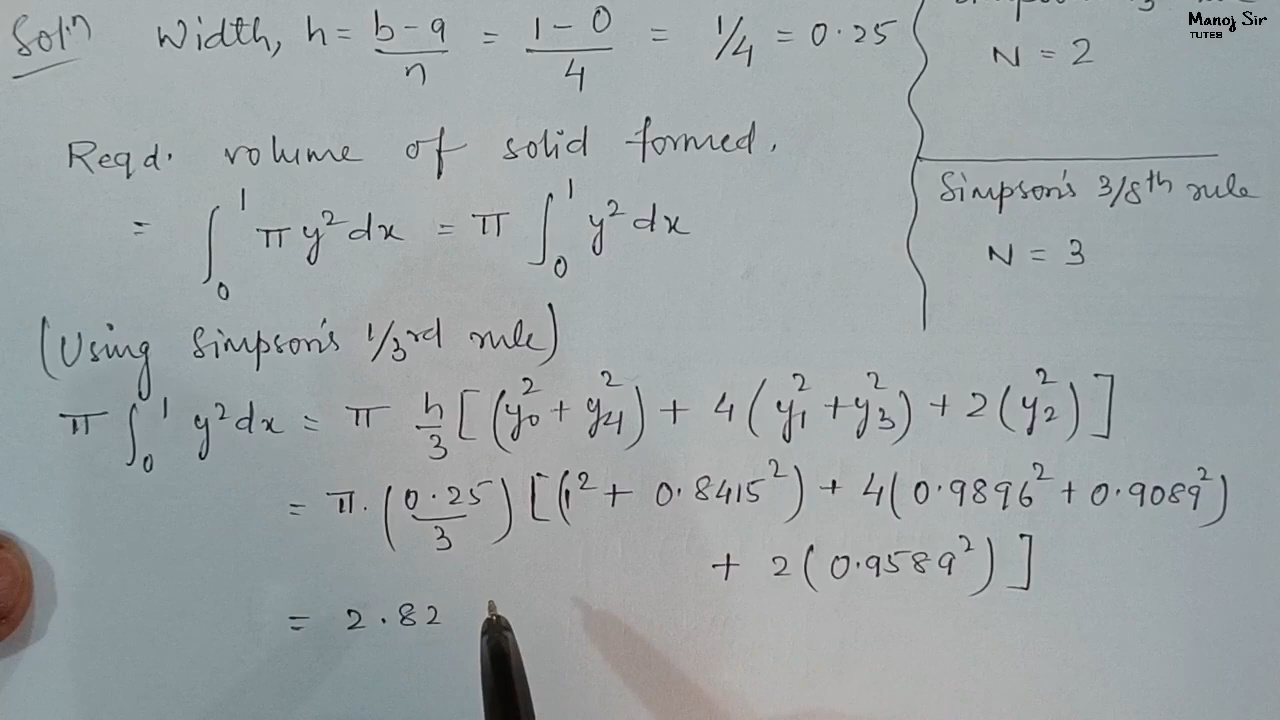 Sol.n Width, h = b-a/n = 1-0/4 = 1/4 = 0.25
Manoj Sir
TUTES
N = 2
Reqd. volume of solid formed.
= ∫₀¹ π y² dx = π ∫₀¹ y² dx
Simpson's 3/8th rule
N = 3
(Using Simpson's 1/3rd rule)
π ∫₀¹ y² dx = π h/3 [(y₀² + y₄²) + 4(y₁² + y₃²) + 2(y₂²)]
= π. (0.25/3) [(1² + 0.8415²) + 4(0.9896² + 0.9089²)
+ 2(0.9589²)]
= 2.82